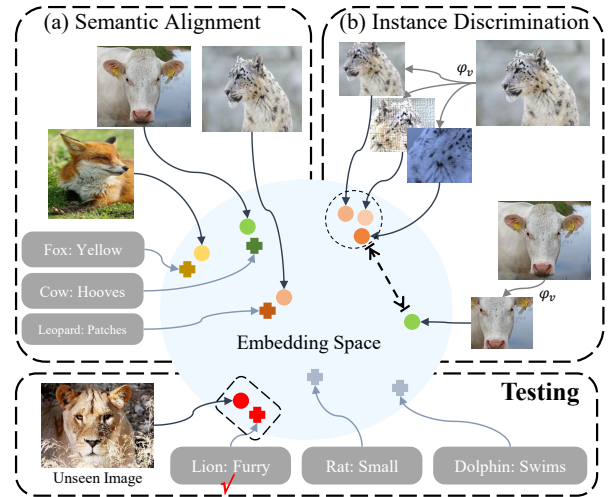 (a) Semantic Alignment
(b) Instance Discrimination
φᵥ
Fox: Yellow
Cow: Hooves
Leopard: Patches
φᵥ
Embedding Space
Testing
Unseen Image
Lion: Furry
Rat: Small
Dolphin: Swims